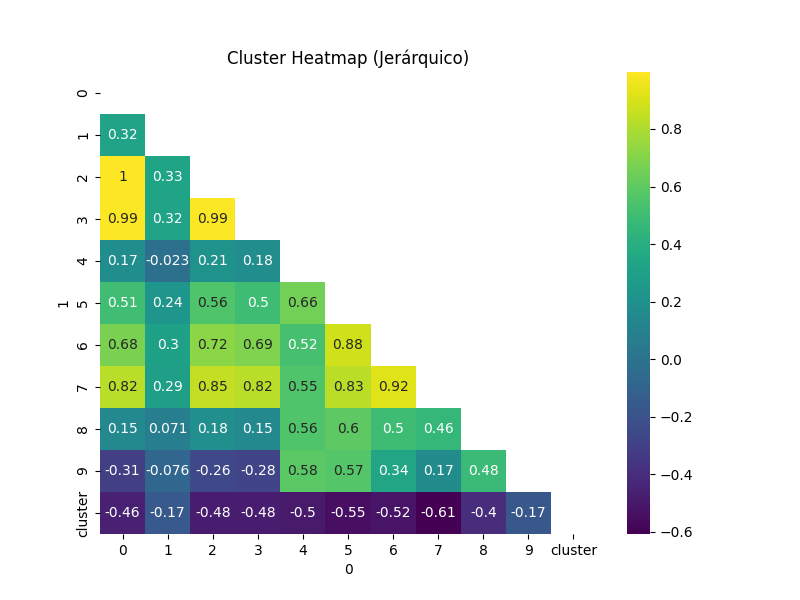 Cluster Heatmap (Jerárquico)
0
1 0.32
2 1 0.33
3 0.99 0.32 0.99
4 0.17 -0.023 0.21 0.18
5 0.51 0.24 0.56 0.5 0.66
6 0.68 0.3 0.72 0.69 0.52 0.88
7 0.82 0.29 0.85 0.82 0.55 0.83 0.92
8 0.15 0.071 0.18 0.15 0.56 0.6 0.5 0.46
9 -0.31 -0.076 -0.26 -0.28 0.58 0.57 0.34 0.17 0.48
cluster -0.46 -0.17 -0.48 -0.48 -0.5 -0.55 -0.52 -0.61 -0.4 -0.17
0 1 2 3 4 5 6 7 8 9 cluster
0
1
0.8
0.6
0.4
0.2
0.0
−0.2
−0.4
−0.6